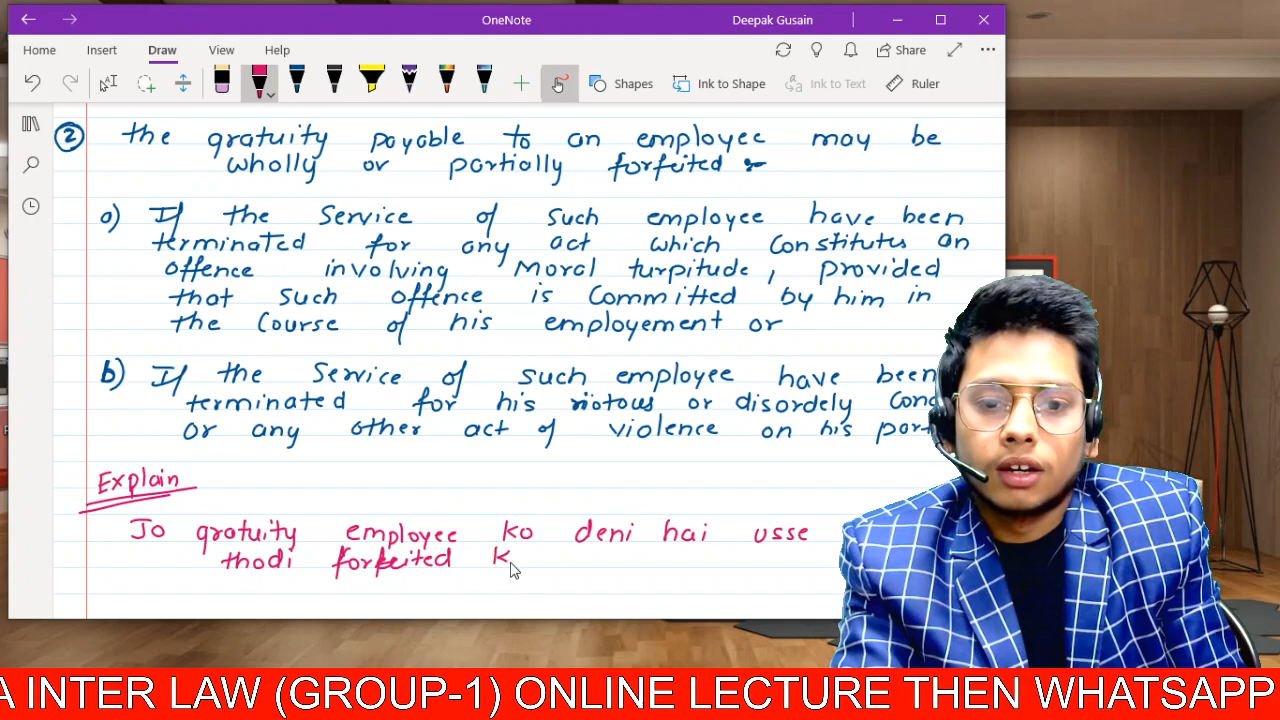 OneNote
Deepak Gusain
Home Insert Draw View Help
Share
Shapes
Ink to Shape
Ink to Text
Ruler
2 the gratuity payable to an employee may be
wholly or partially forfeited
a) If the Service of such employee have been
terminated for any act which Constitutes an
offence involving Moral turpitude, provided
that such offence is Committed by him in
the Course of his employement or
b) If the Service of such employee have been
terminated for his riotous or disordely Cond
or any other act of violence on his part
Explain
Jo gratuity employee ko deni hai usse
thodi forfeited K
A INTER LAW (GROUP-1) ONLINE LECTURE THEN WHATSAPP